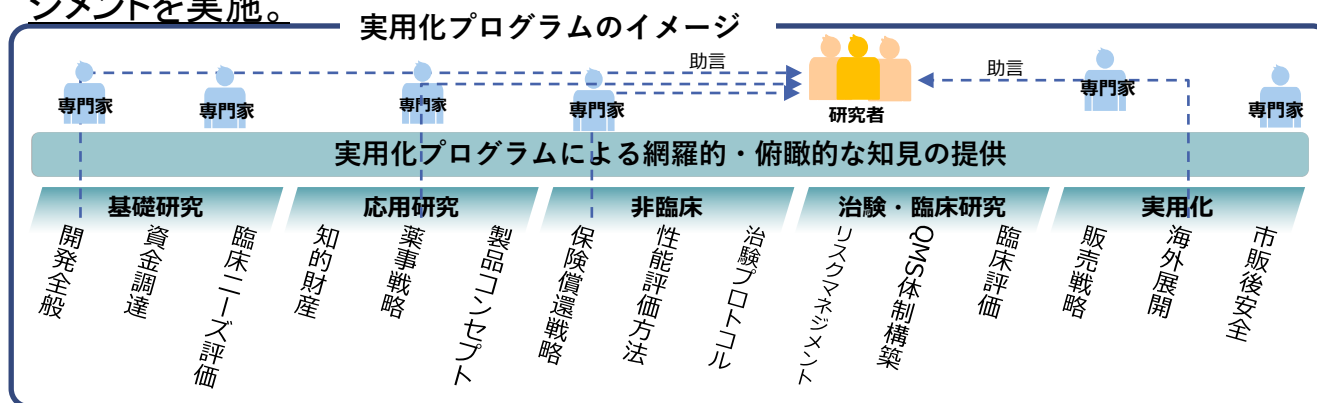 ジメントを実施。
実用化プログラムのイメージ
助言
助言
専門家
専門家
専門家
専門家
研究者
専門家
専門家
実用化プログラムによる網羅的・俯瞰的な知見の提供
基礎研究
応用研究
非臨床
治験・臨床研究
実用化
開発全般
資金調達
臨床ニーズ評価
知的財産
薬事戦略
製品コンセプト
保険償還戦略
性能評価方法
治験プロトコル
リスクマネジメント
QMS体制構築
臨床評価
販売戦略
海外展開
市販後安全